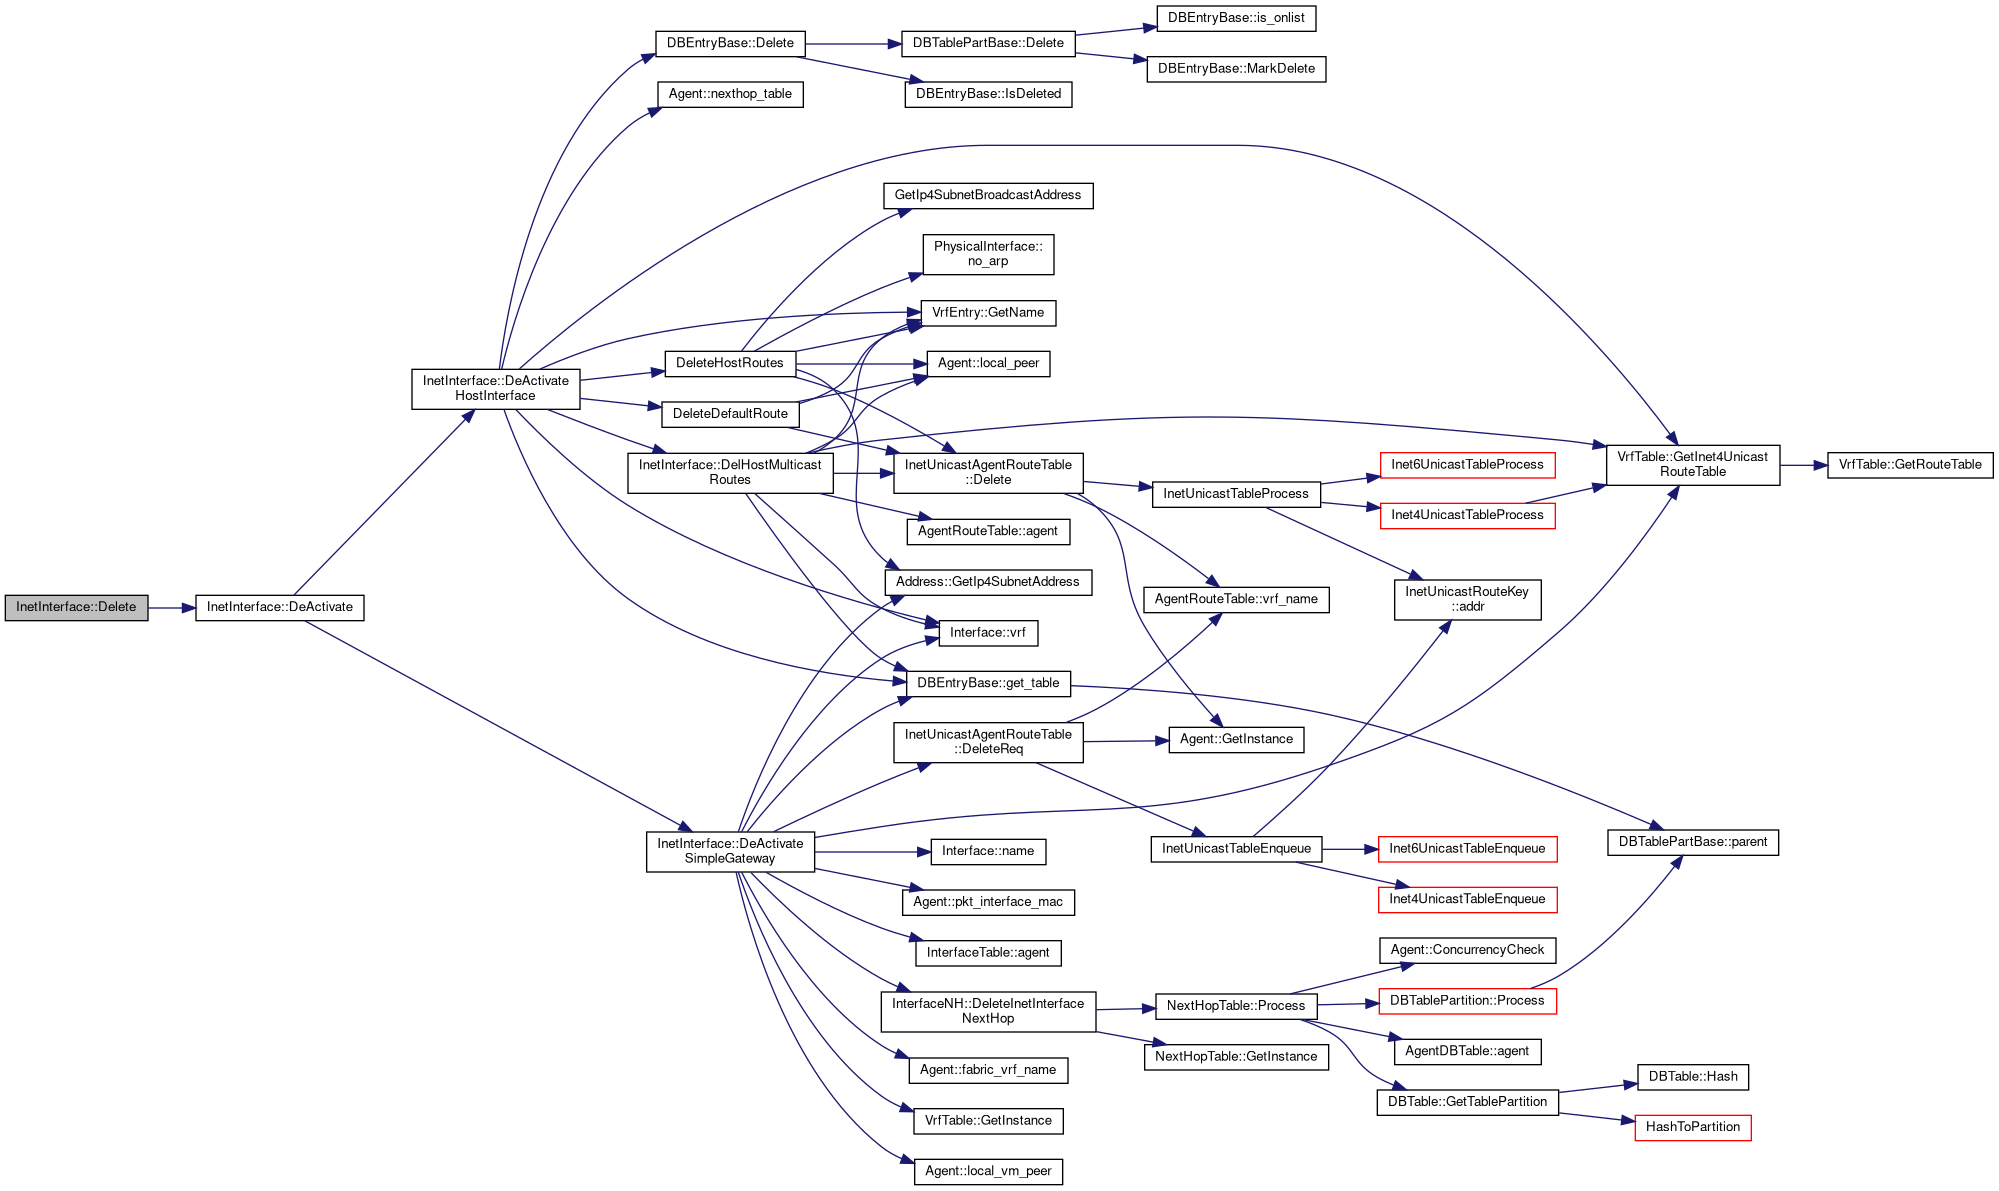 DBEntryBase::is_onlist
DBEntryBase::Delete
DBTablePartBase::Delete
DBEntryBase::MarkDelete
Agent::nexthop_table
DBEntryBase::IsDeleted
GetIp4SubnetBroadcastAddress
PhysicalInterface::
no_arp
VrfEntry::GetName
DeleteHostRoutes
Agent::local_peer
InetInterface::DeActivate
HostInterface
DeleteDefaultRoute
InetInterface::DelHostMulticast
Routes
InetUnicastAgentRouteTable
::Delete
Inet6UnicastTableProcess
VrfTable::GetInet4Unicast
RouteTable
VrfTable::GetRouteTable
InetUnicastTableProcess
Inet4UnicastTableProcess
AgentRouteTable::agent
Address::GetIp4SubnetAddress
InetInterface::Delete
InetInterface::DeActivate
AgentRouteTable::vrf_name
InetUnicastRouteKey
::addr
Interface::vrf
DBEntryBase::get_table
InetUnicastAgentRouteTable
::DeleteReq
Agent::GetInstance
InetInterface::DeActivate
SimpleGateway
Interface::name
InetUnicastTableEnqueue
Inet6UnicastTableEnqueue
DBTablePartBase::parent
Agent::pkt_interface_mac
Inet4UnicastTableEnqueue
InterfaceTable::agent
Agent::ConcurrencyCheck
InterfaceNH::DeleteInetInterface
NextHop
NextHopTable::Process
DBTablePartition::Process
NextHopTable::GetInstance
AgentDBTable::agent
Agent::fabric_vrf_name
DBTable::Hash
DBTable::GetTablePartition
VrfTable::GetInstance
HashToPartition
Agent::local_vm_peer